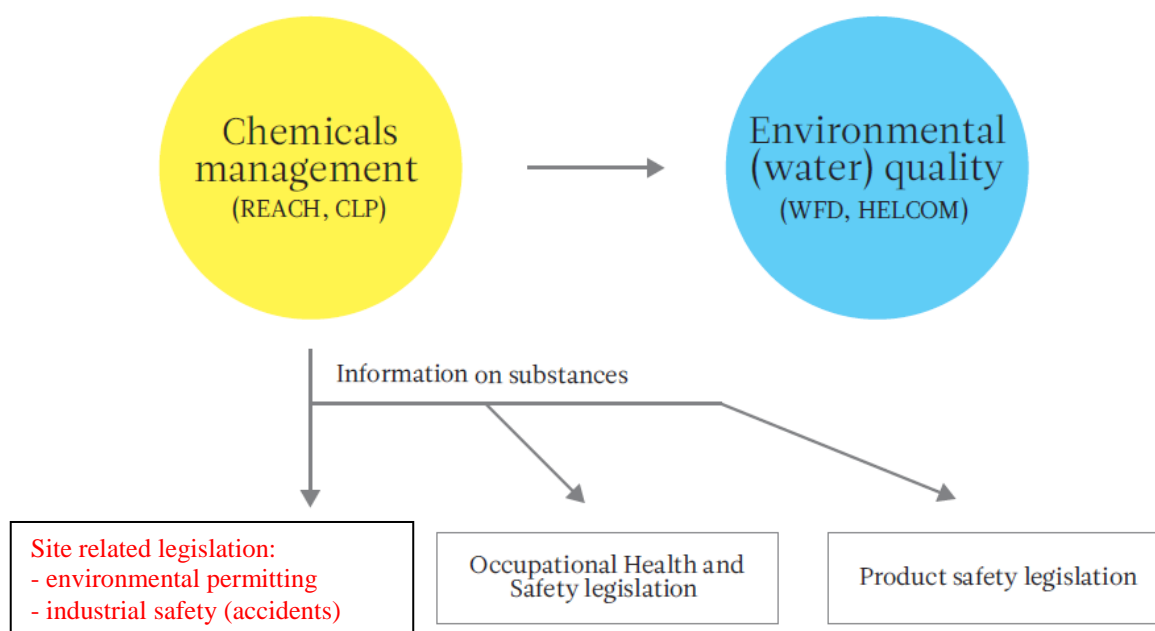 Chemicals
management
(REACH, CLP)
Environmental
(water) quality
(WFD, HELCOM)
Information on substances
Site related legislation:
- environmental permitting
- industrial safety (accidents)
Occupational Health and
Safety legislation
Product safety legislation